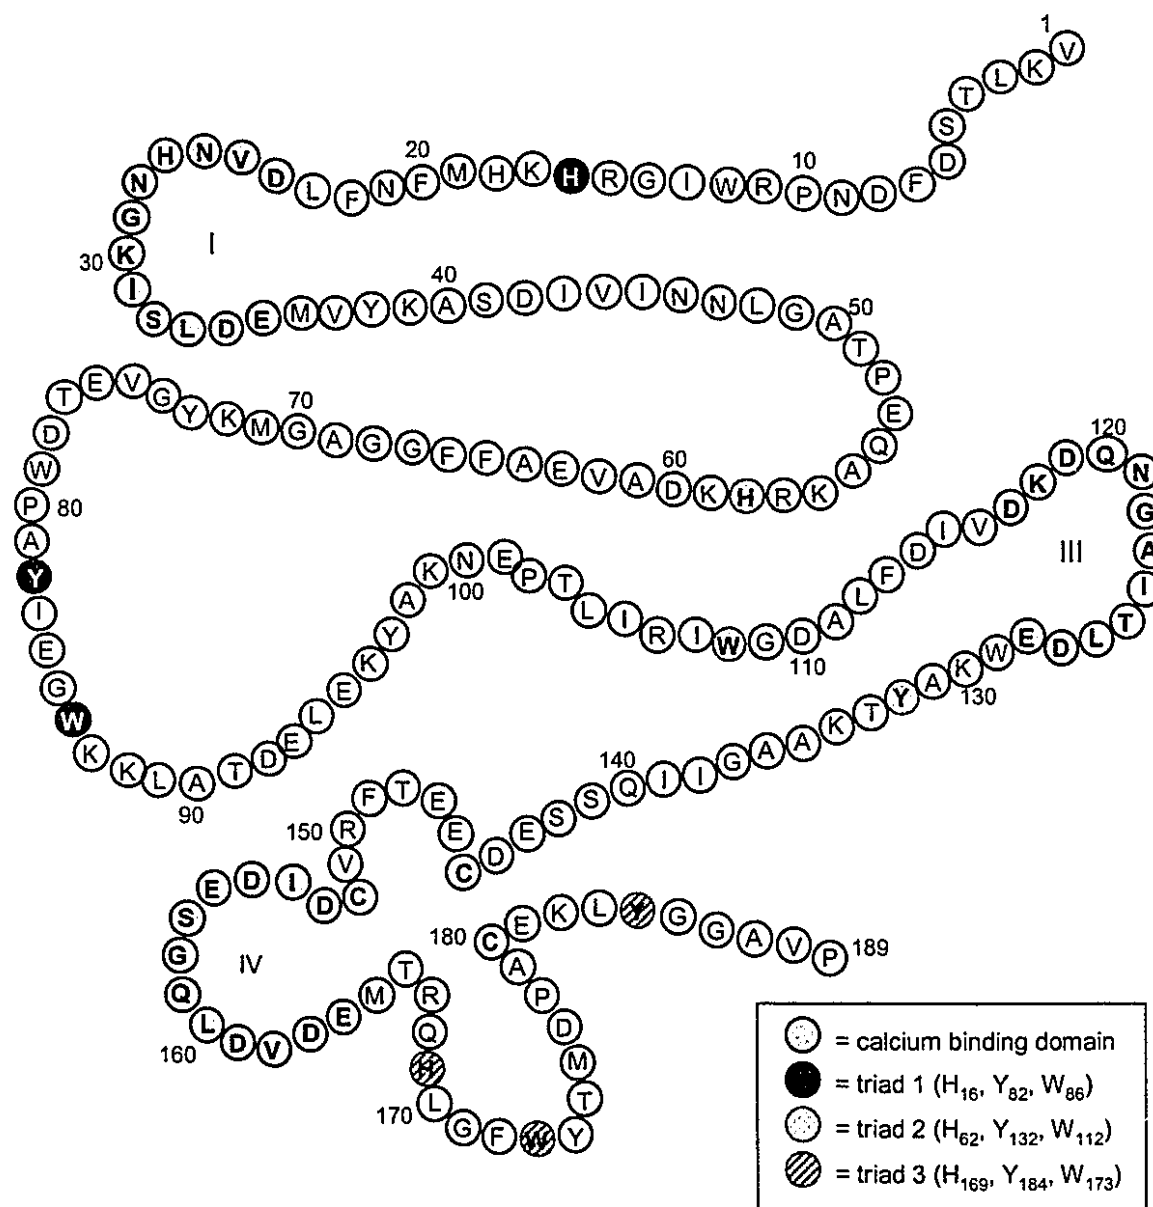 1
K G N H N V D L F N F M H K H R G I W R P N D F D S T L K V
20
10
30
I
I S L D E M V Y K A S D I V I N N L G A T P E Q A
40
50
P W D T E V G Y K M G A G G F F A E V A D K H R K
70
60
80
A Y I E G W K K L A T D E L E K Y A K N E P T L I R I W G D A L F D I V D K D Q N G A I
90
100
110
120
III
C D E S S Q I I G A A K T Y A K W E D L T
140
130
S E D I D C V R F T E E
150
IV
G Q L D V D E M T R Q H L G F W Y T M D P A C E K L Y G G A V P
160
170
180
189
= calcium binding domain
= triad 1 (H16, Y82, W86)
= triad 2 (H62, Y132, W112)
= triad 3 (H169, Y184, W173)